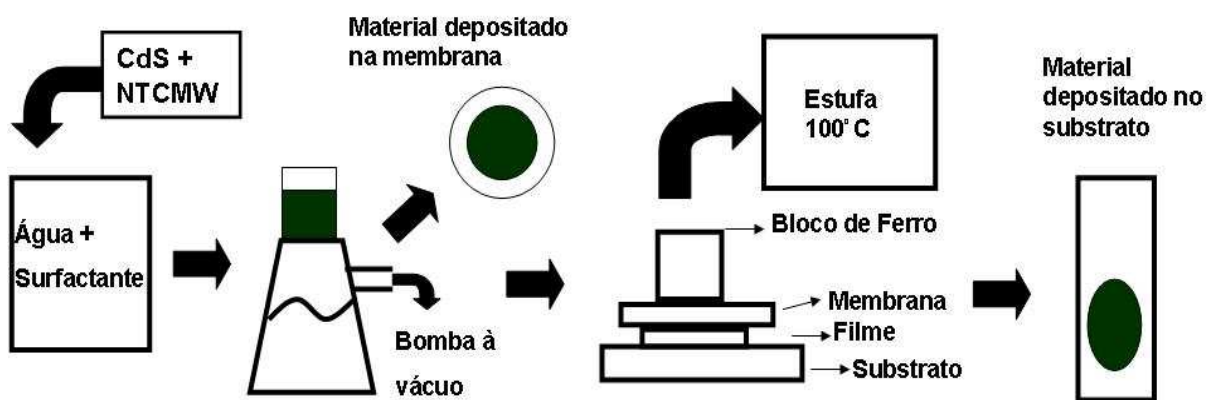 CdS +
NTCMW
Água +
Surfactante
Material depositado
na membrana
Bomba à
vácuo
Estufa
100° C
Bloco de Ferro
Membrana
Filme
Substrato
Material
depositado no
substrato